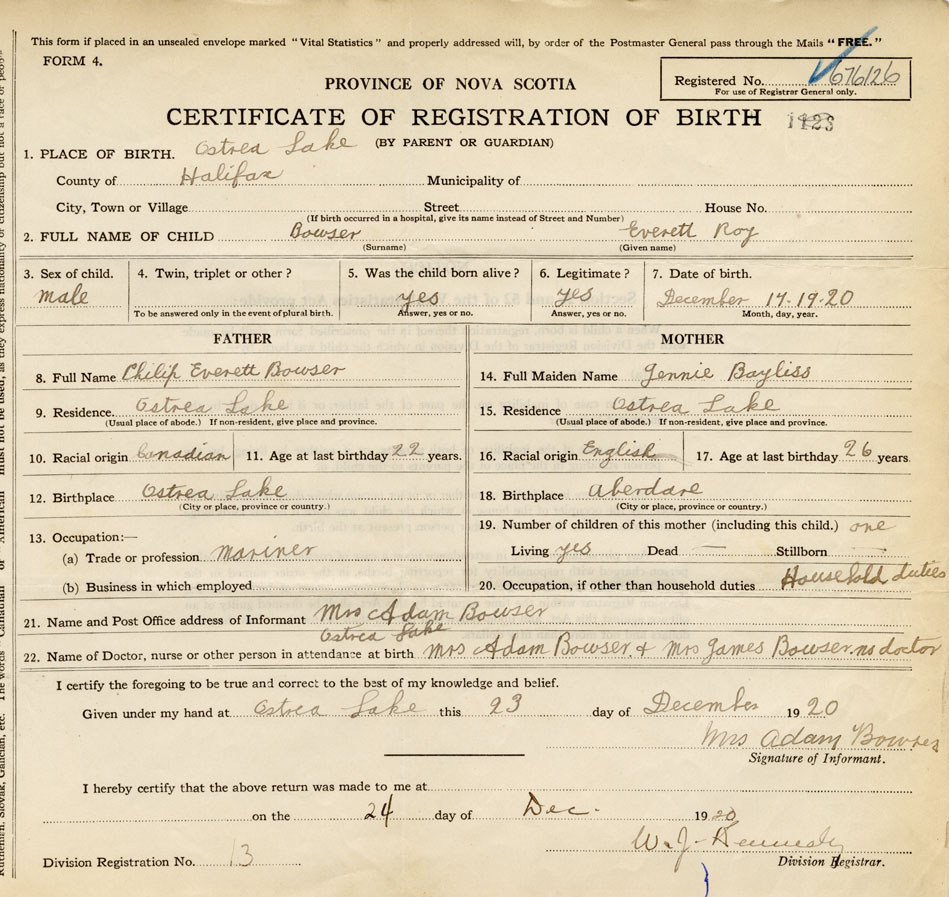 This form if placed in an unsealed envelope marked "Vital Statistics" and properly addressed will, by order of the Postmaster General pass through the Mails "FREE."
FORM 4.
Registered No. 676126
For use of Registrar General only.
PROVINCE OF NOVA SCOTIA
CERTIFICATE OF REGISTRATION OF BIRTH 1423
(BY PARENT OR GUARDIAN)
1. PLACE OF BIRTH. Ostrea Lake
County of Halifax Municipality of
City, Town or Village Street House No.
(If birth occurred in a hospital, give its name instead of Street and Number)
2. FULL NAME OF CHILD Bowser Everett Roy
(Surname) (Given name)
3. Sex of child. 4. Twin, triplet or other? 5. Was the child born alive? 6. Legitimate? 7. Date of birth.
male yes yes December 17-19-20
To be answered only in the event of plural birth. Answer, yes or no. Answer, yes or no. Month, day, year.
FATHER MOTHER
8. Full Name Philip Everett Bowser 14. Full Maiden Name Jennie Bayliss
9. Residence. Ostrea Lake 15. Residence Ostrea Lake
(Usual place of abode.) If non-resident, give place and province. (Usual place of abode.) If non-resident, give place and province.
10. Racial origin Canadian 11. Age at last birthday 22 years. 16. Racial origin English 17. Age at last birthday 26 years.
12. Birthplace Ostrea Lake 18. Birthplace Aberdare
(City or place, province or country.) (City or place, province or country.)
13. Occupation:— 19. Number of children of this mother (including this child.) one
(a) Trade or profession mariner Living yes Dead — Stillborn —
(b) Business in which employed 20. Occupation, if other than household duties Household duties
21. Name and Post Office address of Informant Mrs Adam Bowser
Ostrea Lake
22. Name of Doctor, nurse or other person in attendance at birth Mrs Adam Bowser & Mrs James Bowser. no doctor
I certify the foregoing to be true and correct to the best of my knowledge and belief.
Given under my hand at Ostrea Lake this 23 day of December 1920
Mrs Adam Bowser
Signature of Informant.
I hereby certify that the above return was made to me at
on the 24 day of Dec. 1920
W. J. Kennedy
Division Registration No. 13 Division Registrar.